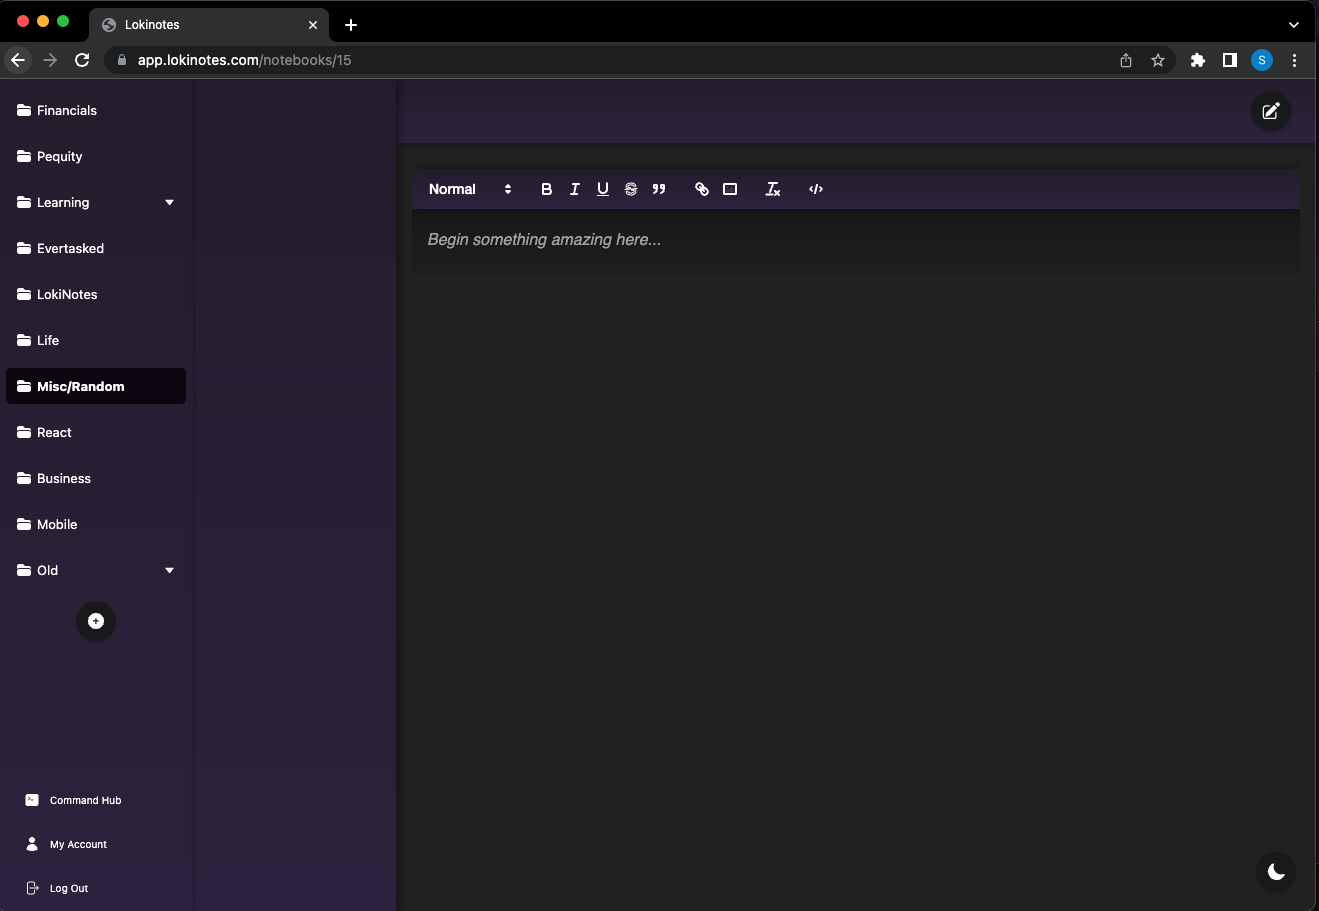 Lokinotes
app.lokinotes.com/notebooks/15
S
Financials
Pequity
Learning
Evertasked
LokiNotes
Life
Misc/Random
React
Business
Mobile
Old
Command Hub
My Account
Log Out
Normal
B I U S
Begin something amazing here...